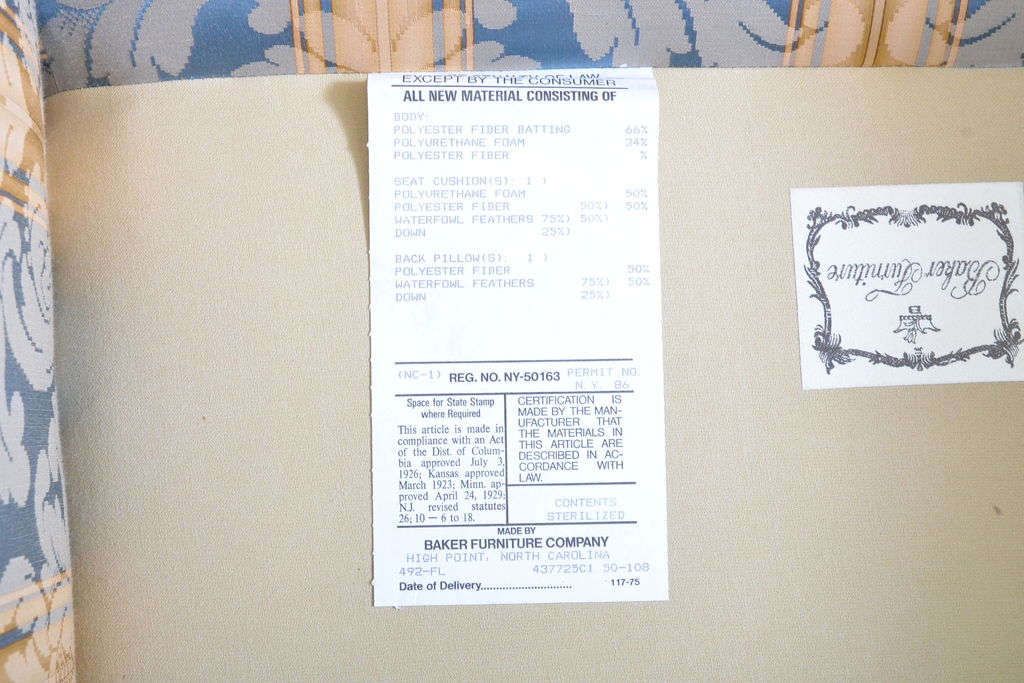 EXCEPT BY THE CONSUMER
ALL NEW MATERIAL CONSISTING OF
BODY:
POLYESTER FIBER BATTING 66%
POLYURETHANE FOAM 34%
POLYESTER FIBER %
SEAT CUSHION(S): 1 )
POLYURETHANE FOAM 50%
POLYESTER FIBER 50%) 50%
WATERFOWL FEATHERS 75%) 50%)
DOWN 25%)
BACK PILLOW(S): 1 )
POLYESTER FIBER 50%
WATERFOWL FEATHERS 75%) 50%
DOWN 25%)
(NC-1) REG. NO. NY-50163 PERMIT NO.
N.Y. 86
Space for State Stamp
where Required
This article is made in
compliance with an Act
of the Dist. of Colum-
bia approved July 3,
1926; Kansas approved
March 1923; Minn. ap-
proved April 24, 1929;
N.J. revised statutes
26; 10 — 6 to 18.
CERTIFICATION IS
MADE BY THE MAN-
UFACTURER THAT
THE MATERIALS IN
THIS ARTICLE ARE
DESCRIBED IN AC-
CORDANCE WITH
LAW.
CONTENTS
STERILIZED
MADE BY
BAKER FURNITURE COMPANY
HIGH POINT, NORTH CAROLINA
492-FL 437725C1 50-108
Date of Delivery..............................
117-75
Baker Furniture